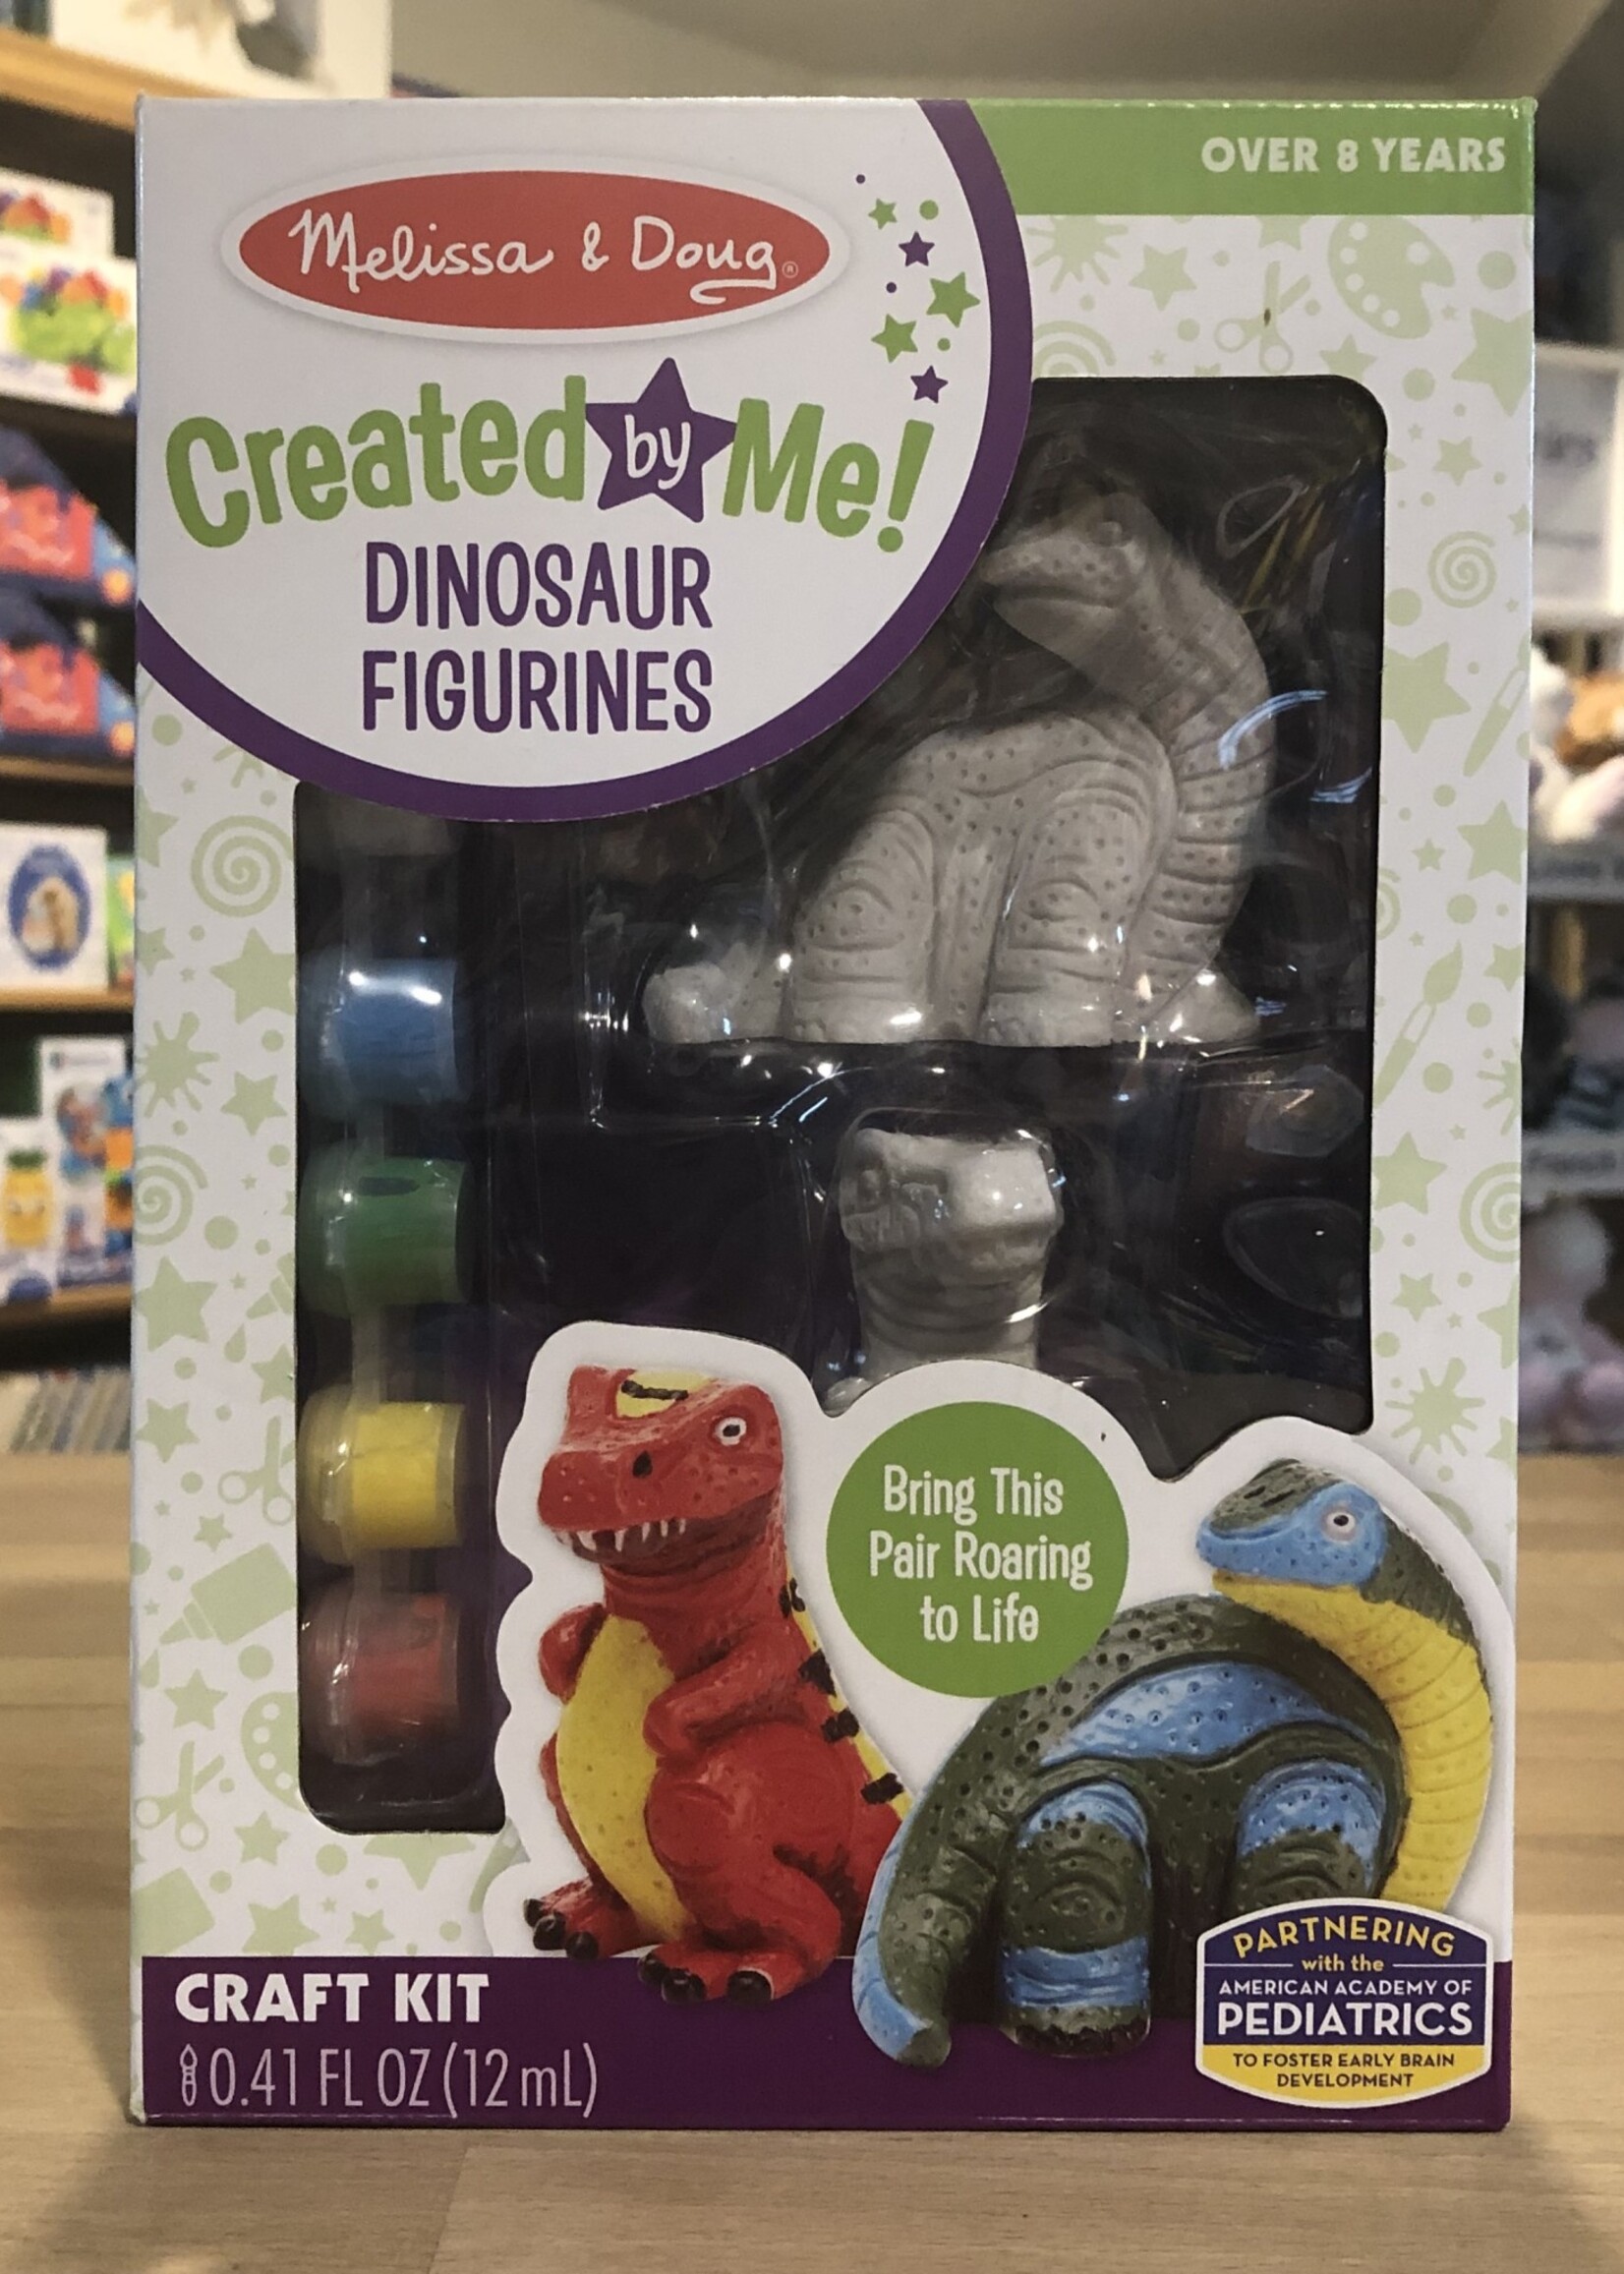 OVER 8 YEARS
Melissa & Doug®
Created by Me!
DINOSAUR
FIGURINES
Bring This
Pair Roaring
to Life
CRAFT KIT
0.41 FL OZ (12 mL)
PARTNERING
with the
AMERICAN ACADEMY OF
PEDIATRICS
TO FOSTER EARLY BRAIN
DEVELOPMENT